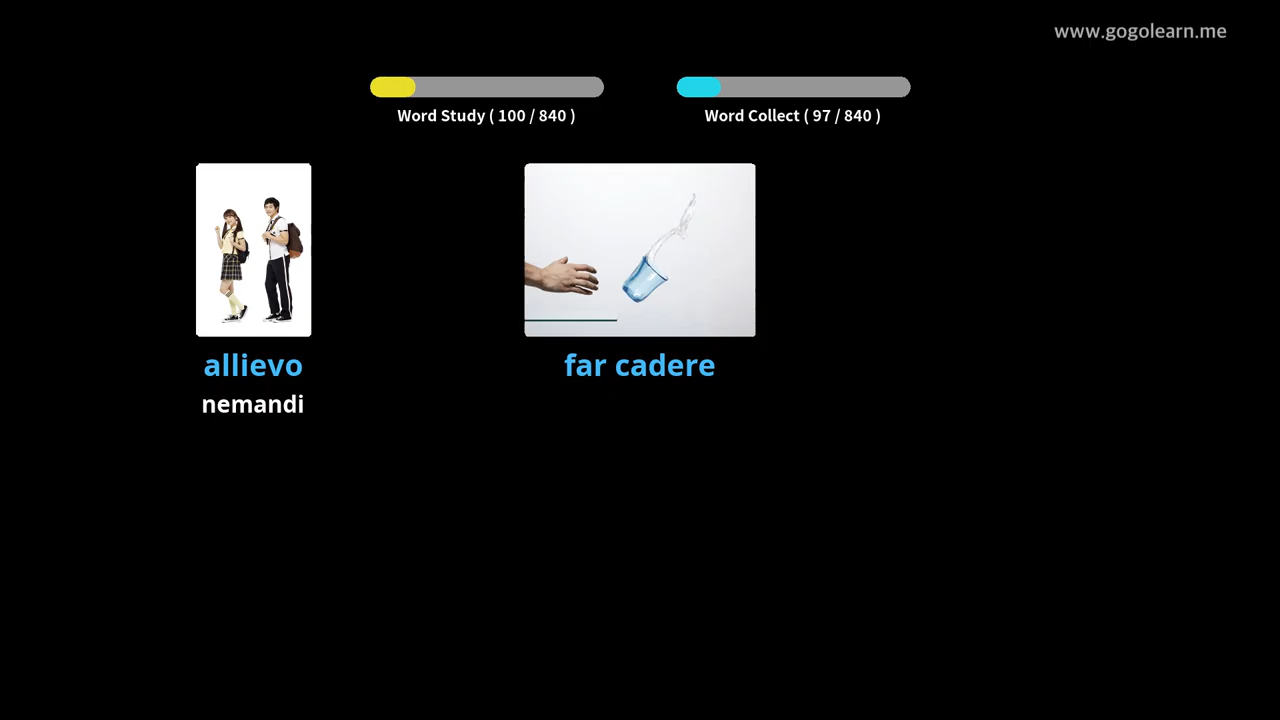 www.gogolearn.me
Word Study ( 100 / 840 )
Word Collect ( 97 / 840 )
allievo
nemandi
far cadere